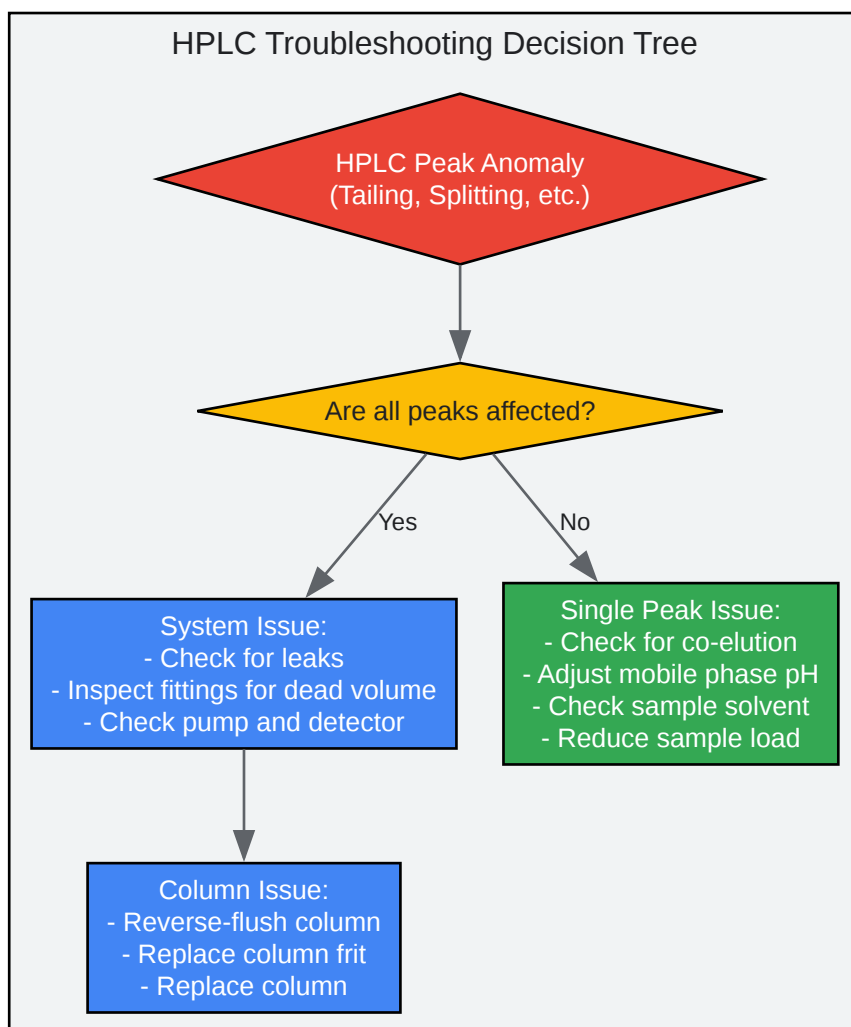 HPLC Troubleshooting Decision Tree
HPLC Peak Anomaly
(Tailing, Splitting, etc.)
Are all peaks affected?
Yes
No
System Issue:
- Check for leaks
- Inspect fittings for dead volume
- Check pump and detector
Single Peak Issue:
- Check for co-elution
- Adjust mobile phase pH
- Check sample solvent
- Reduce sample load
Column Issue:
- Reverse-flush column
- Replace column frit
- Replace column